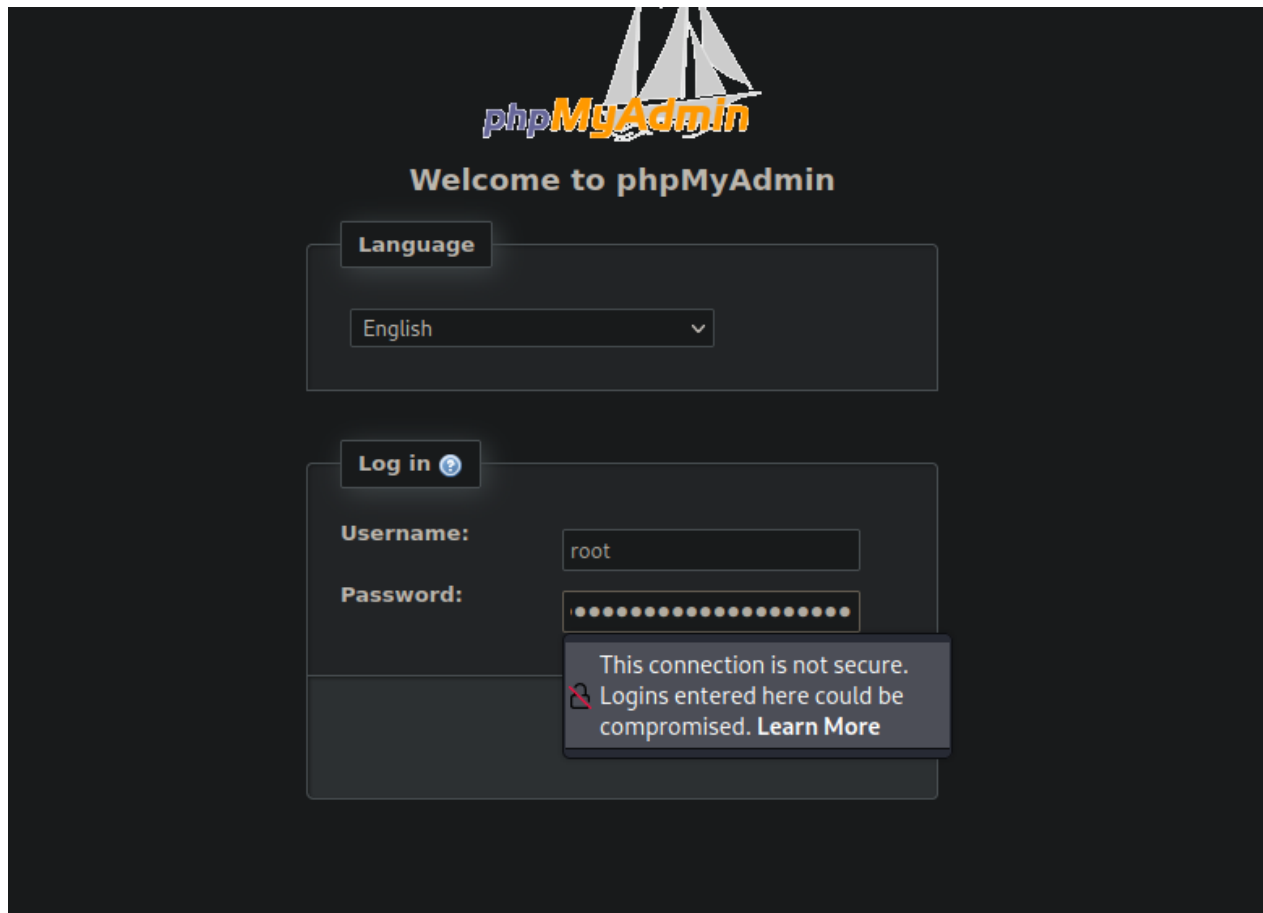 phpMyAdmin
Welcome to phpMyAdmin
Language
English
Log in
Username:
root
Password:
This connection is not secure.
Logins entered here could be
compromised. Learn More